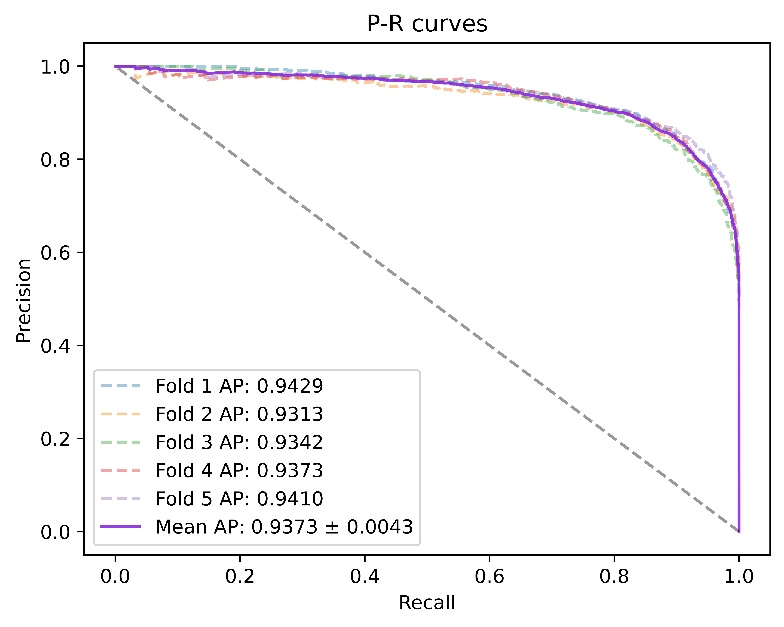 P-R curves
Precision
1.0
0.8
0.6
0.4
0.2
0.0
Fold 1 AP: 0.9429
Fold 2 AP: 0.9313
Fold 3 AP: 0.9342
Fold 4 AP: 0.9373
Fold 5 AP: 0.9410
Mean AP: 0.9373 ± 0.0043
0.0 0.2 0.4 0.6 0.8 1.0
Recall